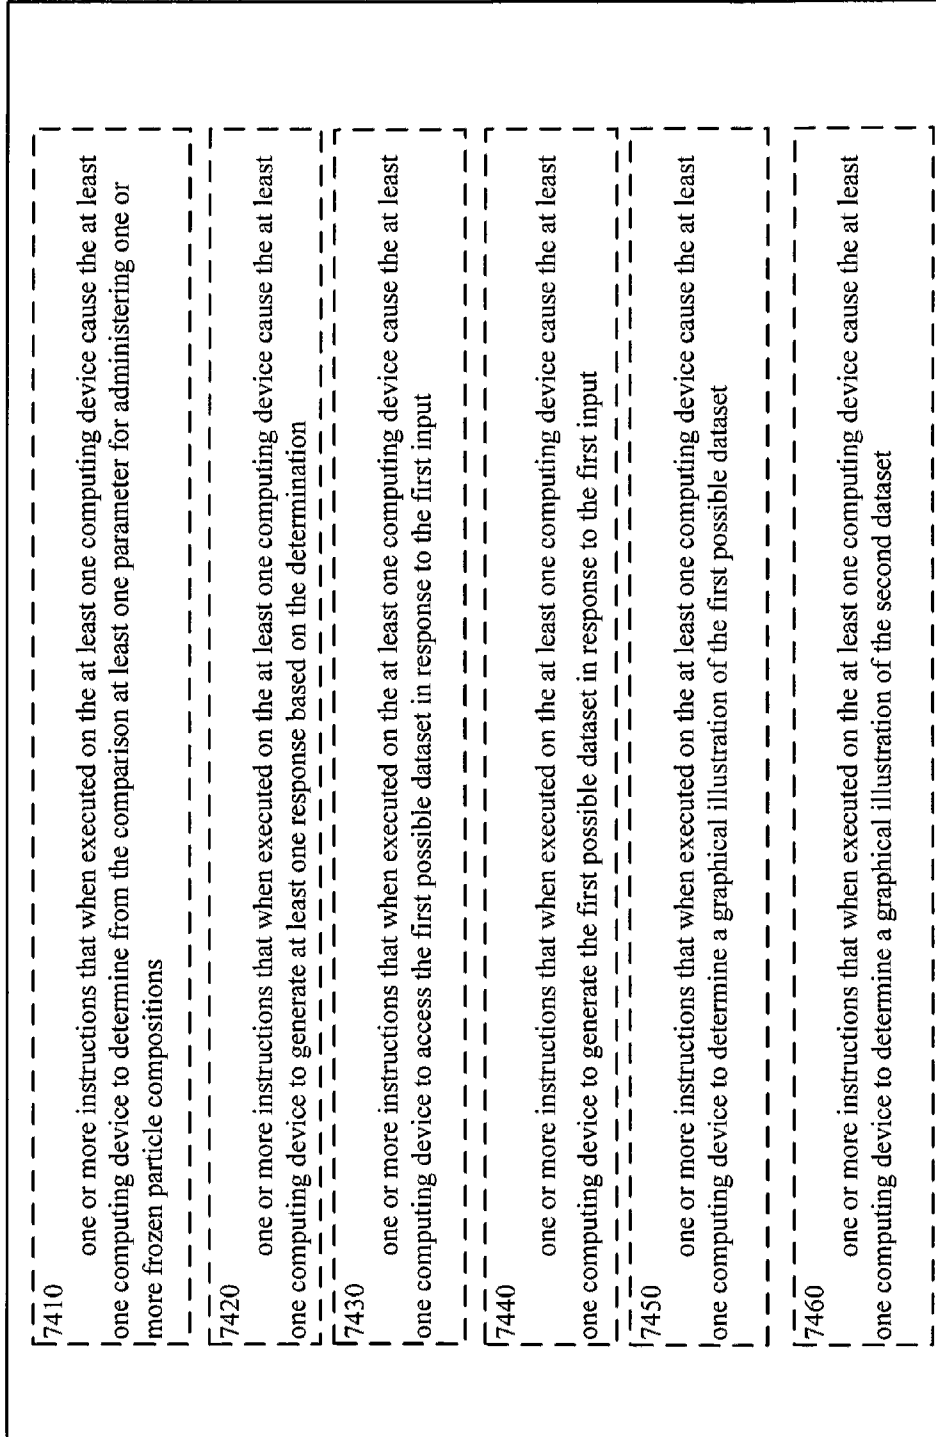 7410
one or more instructions that when executed on the at least one computing device cause the at least
one computing device to determine from the comparison at least one parameter for administering one or
more frozen particle compositions
7420
one or more instructions that when executed on the at least one computing device cause the at least
one computing device to generate at least one response based on the determination
7430
one or more instructions that when executed on the at least one computing device cause the at least
one computing device to access the first possible dataset in response to the first input
7440
one or more instructions that when executed on the at least one computing device cause the at least
one computing device to generate the first possible dataset in response to the first input
7450
one or more instructions that when executed on the at least one computing device cause the at least
one computing device to determine a graphical illustration of the first possible dataset
7460
one or more instructions that when executed on the at least one computing device cause the at least
one computing device to determine a graphical illustration of the second dataset